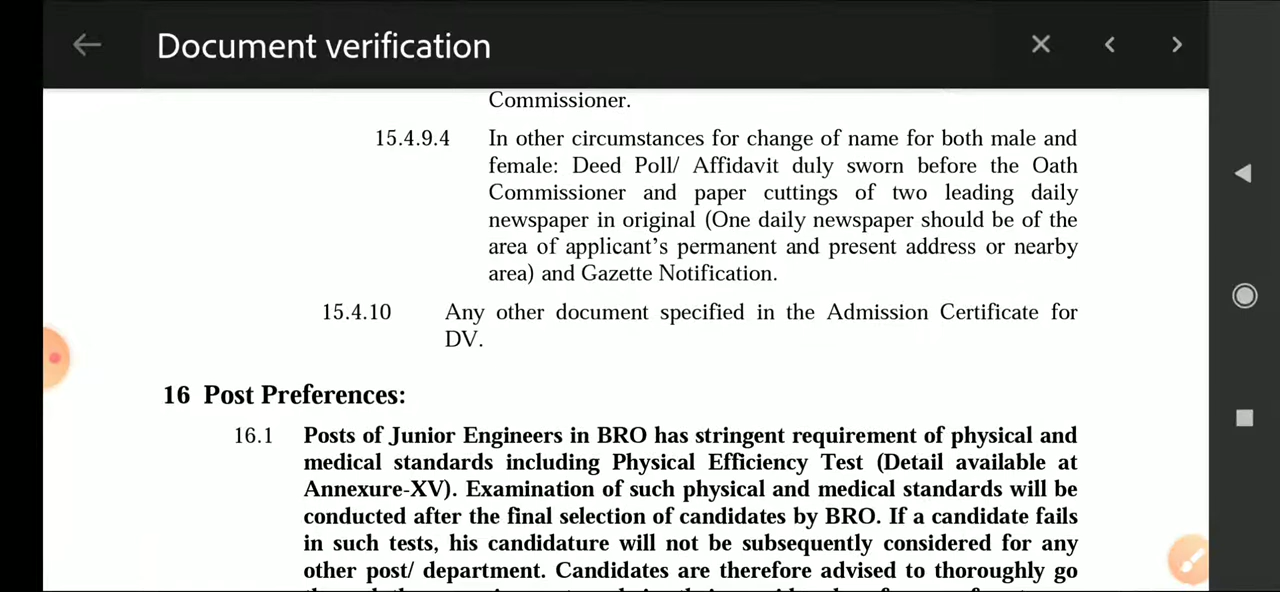 Document verification
Commissioner.
15.4.9.4 In other circumstances for change of name for both male and
female: Deed Poll/ Affidavit duly sworn before the Oath
Commissioner and paper cuttings of two leading daily
newspaper in original (One daily newspaper should be of the
area of applicant’s permanent and present address or nearby
area) and Gazette Notification.
15.4.10 Any other document specified in the Admission Certificate for
DV.
16 Post Preferences:
16.1 Posts of Junior Engineers in BRO has stringent requirement of physical and
medical standards including Physical Efficiency Test (Detail available at
Annexure-XV). Examination of such physical and medical standards will be
conducted after the final selection of candidates by BRO. If a candidate fails
in such tests, his candidature will not be subsequently considered for any
other post/ department. Candidates are therefore advised to thoroughly go